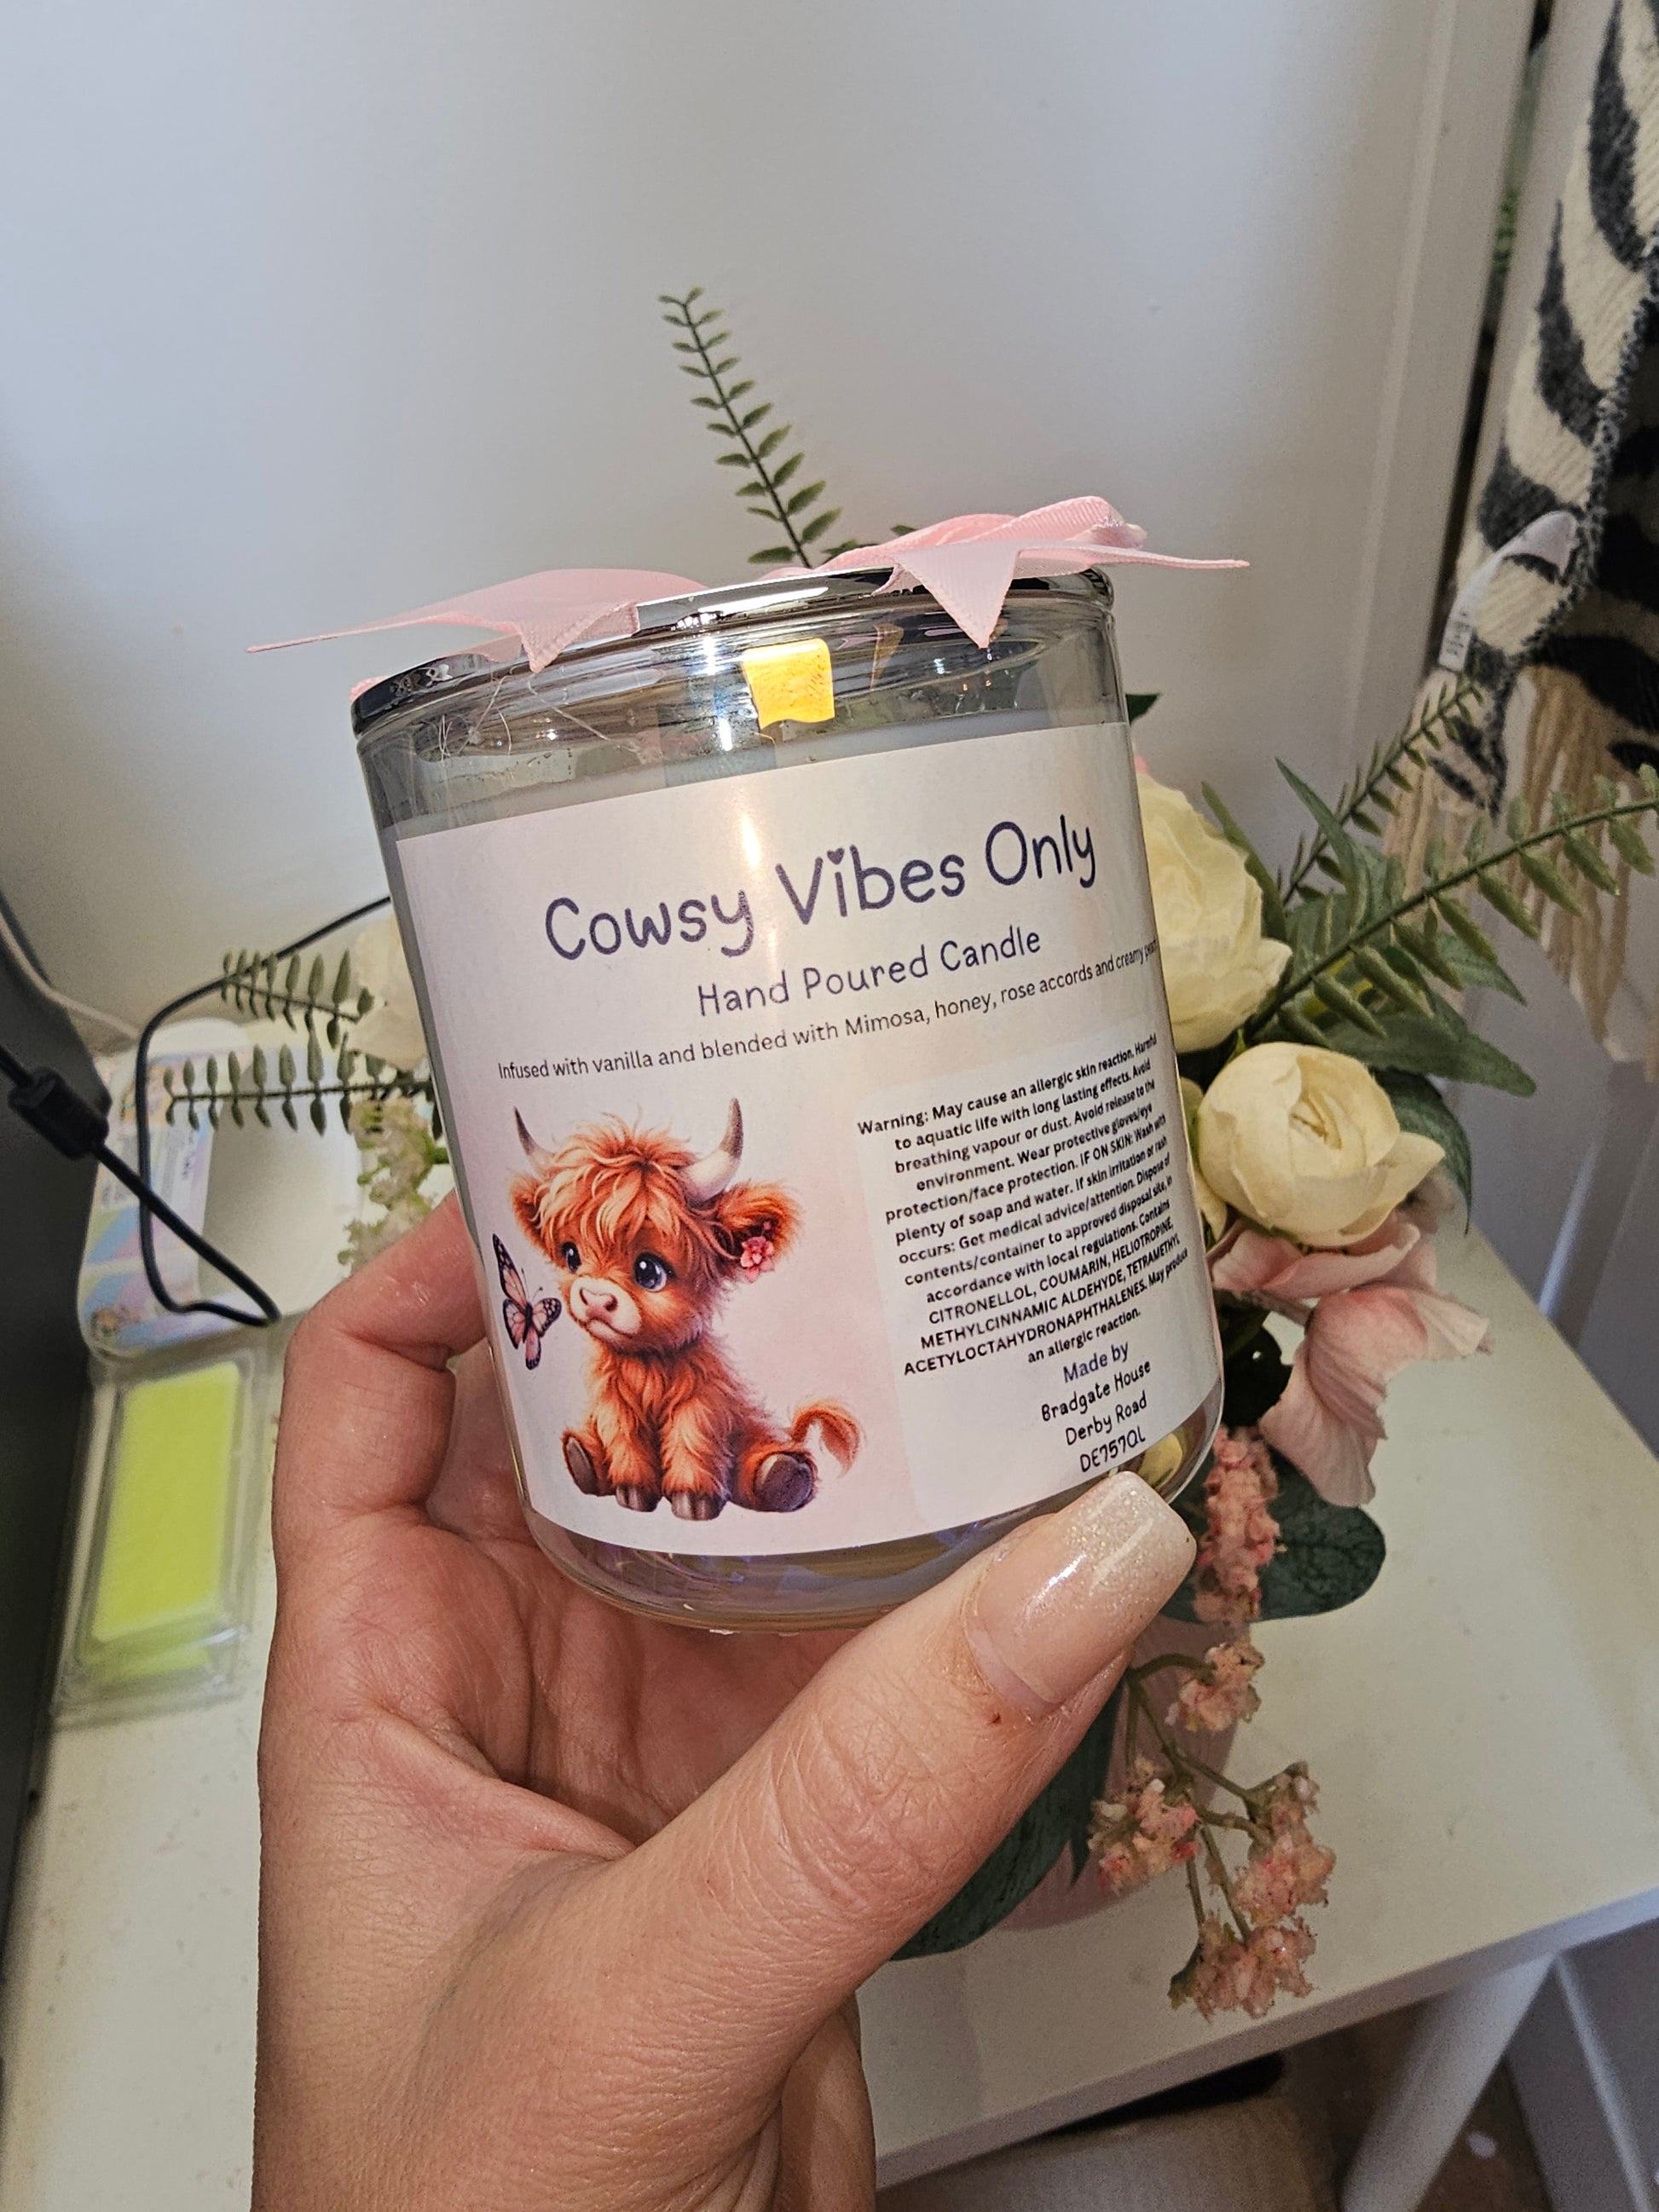 Cowsy Vibes Only
Hand Poured Candle
Infused with vanilla and blended with Mimosa, honey, rose accords and creamy
Warning: May cause an allergic skin reaction. Harmful
to aquatic life with long lasting effects. Avoid
breathing vapour or dust. Avoid release to the
environment. Wear protective gloves/eye
protection/face protection. IF ON SKIN: Wash with
plenty of soap and water. If skin irritation or rash
occurs: Get medical advice/attention. Dispose of
contents/container to approved disposal site, in
accordance with local regulations. Contains
CITRONELLOL, COUMARIN, HELIOTROPINE,
METHYLCINNAMIC ALDEHYDE, TETRAMETHYL
ACETYLOCTAHYDRONAPHTHALENES. May produce
an allergic reaction.
Made by
Bradgate House
Derby Road
DE757QL